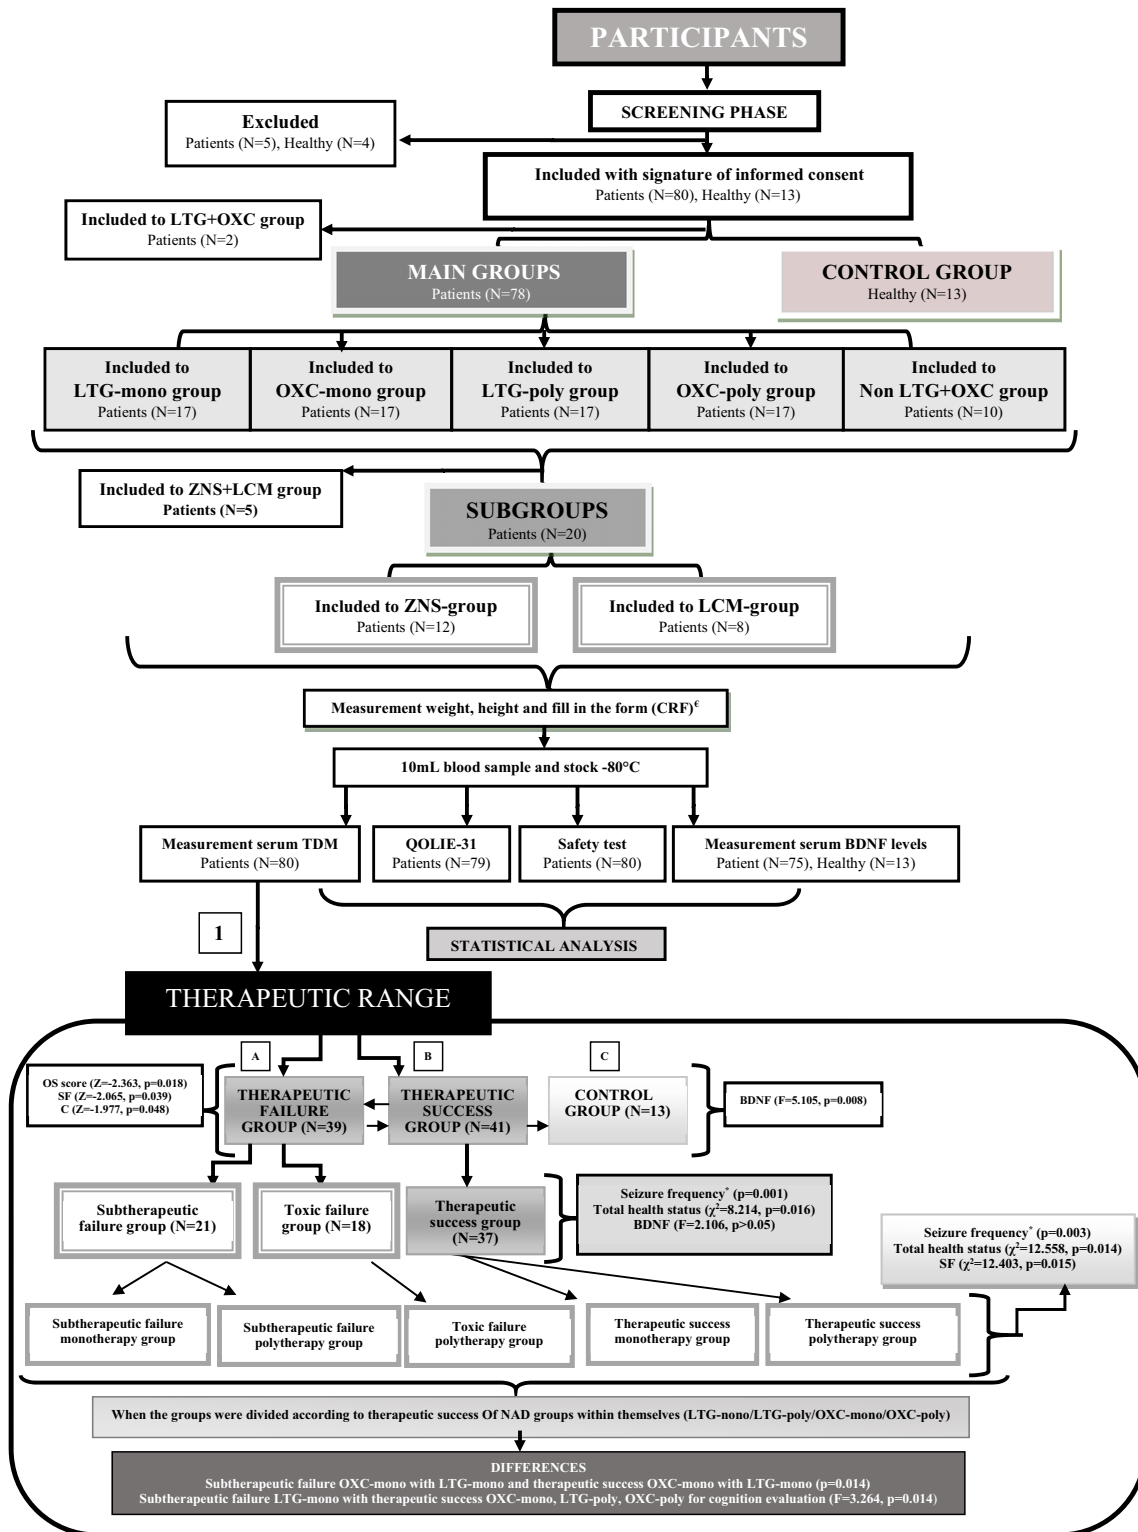 PARTICIPANTS
SCREENING PHASE
Excluded
Patients (N=5), Healthy (N=4)
Included with signature of informed consent
Patients (N=80), Healthy (N=13)
Included to LTG+OXC group
Patients (N=2)
MAIN GROUPS
Patients (N=78)
CONTROL GROUP
Healthy (N=13)
Included to
LTG-mono group
Patients (N=17)
Included to
OXC-mono group
Patients (N=17)
Included to
LTG-poly group
Patients (N=17)
Included to
OXC-poly group
Patients (N=17)
Included to
Non LTG+OXC group
Patients (N=10)
Included to ZNS+LCM group
Patients (N=5)
SUBGROUPS
Patients (N=20)
Included to ZNS-group
Patients (N=12)
Included to LCM-group
Patients (N=8)
Measurement weight, height and fill in the form (CRF)€
10mL blood sample and stock -80°C
Measurement serum TDM
Patients (N=80)
QOLIE-31
Patients (N=79)
Safety test
Patients (N=80)
Measurement serum BDNF levels
Patient (N=75), Healthy (N=13)
1
STATISTICAL ANALYSIS
THERAPEUTIC RANGE
A
B
C
OS score (Z=-2.363, p=0.018)
SF (Z=-2.065, p=0.039)
C (Z=-1.977, p=0.048)
THERAPEUTIC
FAILURE
GROUP (N=39)
THERAPEUTIC
SUCCESS
GROUP (N=41)
CONTROL
GROUP (N=13)
BDNF (F=5.105, p=0.008)
Subtherapeutic
failure group (N=21)
Toxic failure
group (N=18)
Therapeutic
success group
(N=37)
Seizure frequency* (p=0.001)
Total health status (χ²=8.214, p=0.016)
BDNF (F=2.106, p>0.05)
Seizure frequency* (p=0.003)
Total health status (χ²=12.558, p=0.014)
SF (χ²=12.403, p=0.015)
Subtherapeutic failure
monotherapy group
Subtherapeutic failure
polytherapy group
Toxic failure
polytherapy group
Therapeutic success
monotherapy group
Therapeutic success
polytherapy group
When the groups were divided according to therapeutic success Of NAD groups within themselves (LTG-nono/LTG-poly/OXC-mono/OXC-poly)
DIFFERENCES
Subtherapeutic failure OXC-mono with LTG-mono and therapeutic success OXC-mono with LTG-mono (p=0.014)
Subtherapeutic failure LTG-mono with therapeutic success OXC-mono, LTG-poly, OXC-poly for cognition evaluation (F=3.264, p=0.014)